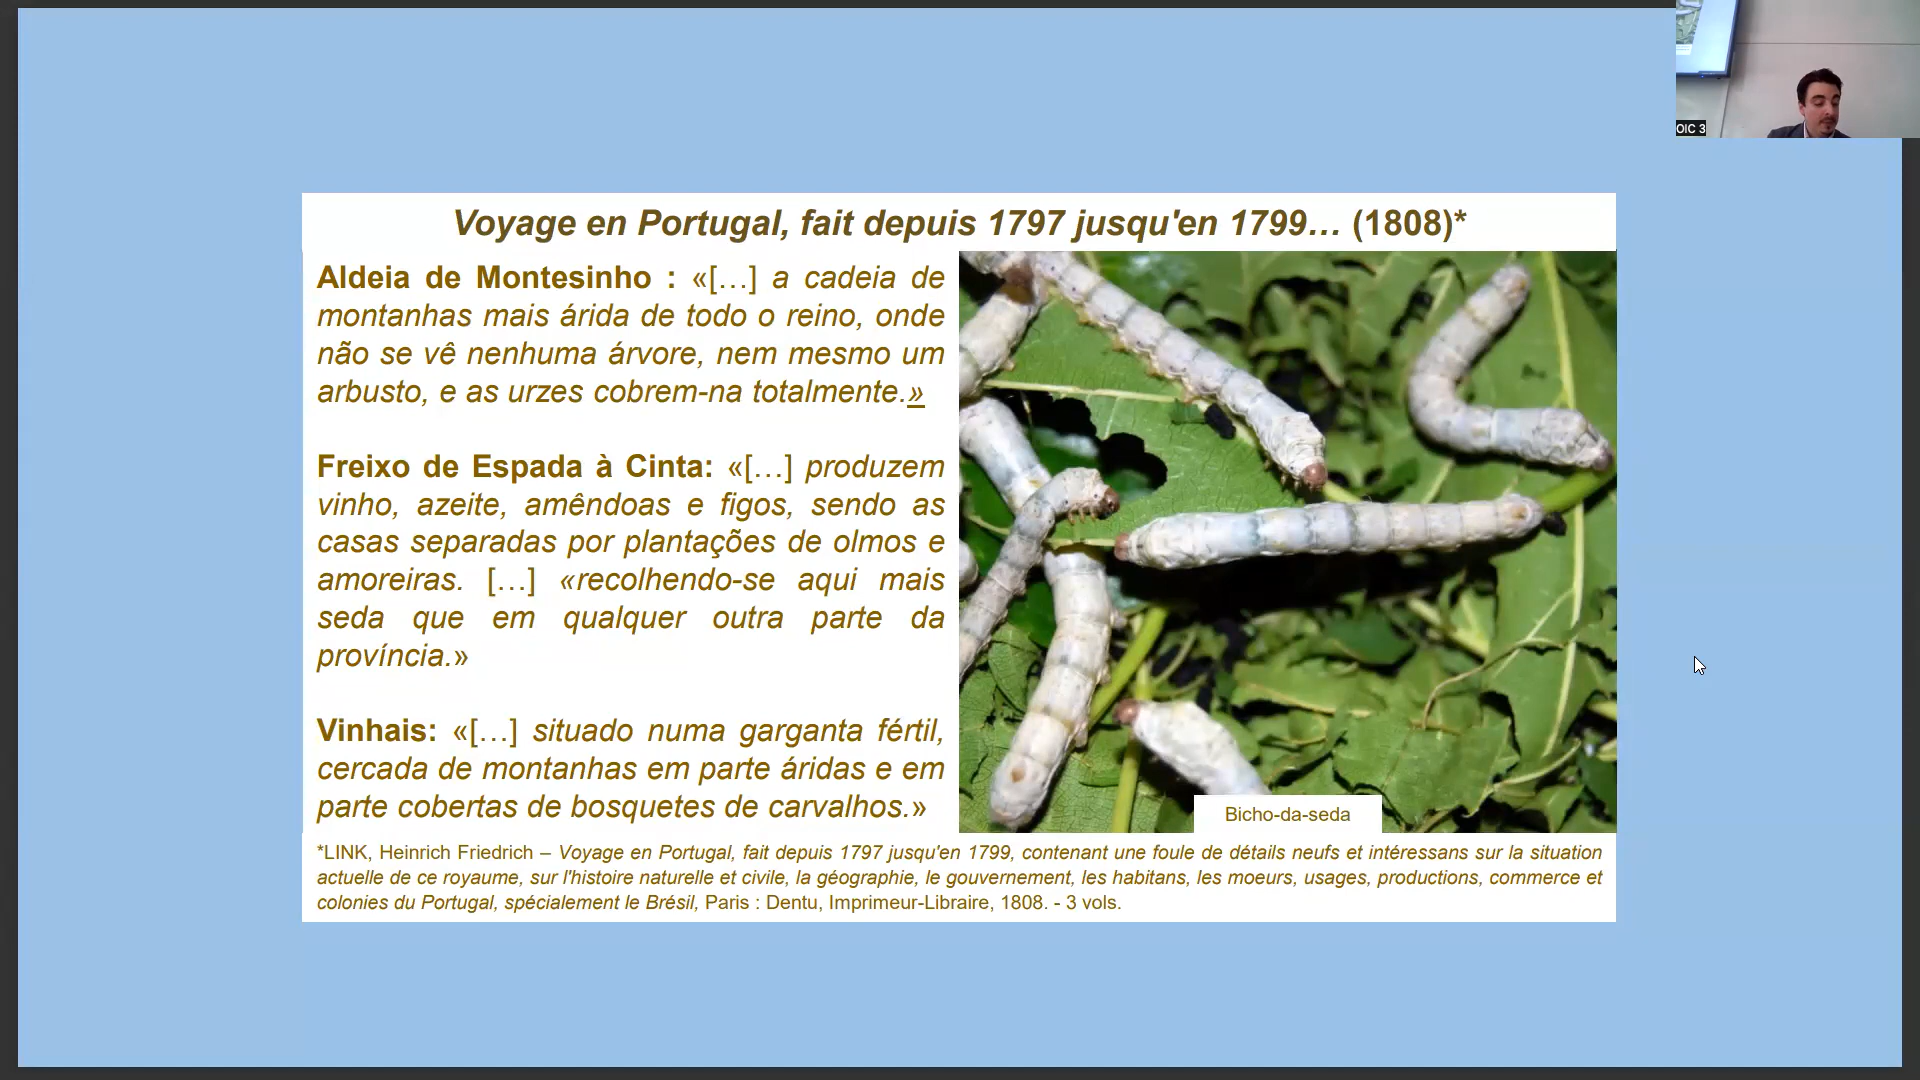 OIC 3
Voyage en Portugal, fait depuis 1797 jusqu'en 1799… (1808)*
Aldeia de Montesinho : «[…] a cadeia de
montanhas mais árida de todo o reino, onde
não se vê nenhuma árvore, nem mesmo um
arbusto, e as urzes cobrem-na totalmente.»
Freixo de Espada à Cinta: «[…] produzem
vinho, azeite, amêndoas e figos, sendo as
casas separadas por plantações de olmos e
amoreiras. […] «recolhendo-se aqui mais
seda que em qualquer outra parte da
província.»
Vinhais: «[…] situado numa garganta fértil,
cercada de montanhas em parte áridas e em
parte cobertas de bosquetes de carvalhos.»
Bicho-da-seda
*LINK, Heinrich Friedrich – Voyage en Portugal, fait depuis 1797 jusqu'en 1799, contenant une foule de détails neufs et intéressans sur la situation
actuelle de ce royaume, sur l'histoire naturelle et civile, la géographie, le gouvernement, les habitans, les moeurs, usages, productions, commerce et
colonies du Portugal, spécialement le Brésil, Paris : Dentu, Imprimeur-Libraire, 1808. - 3 vols.